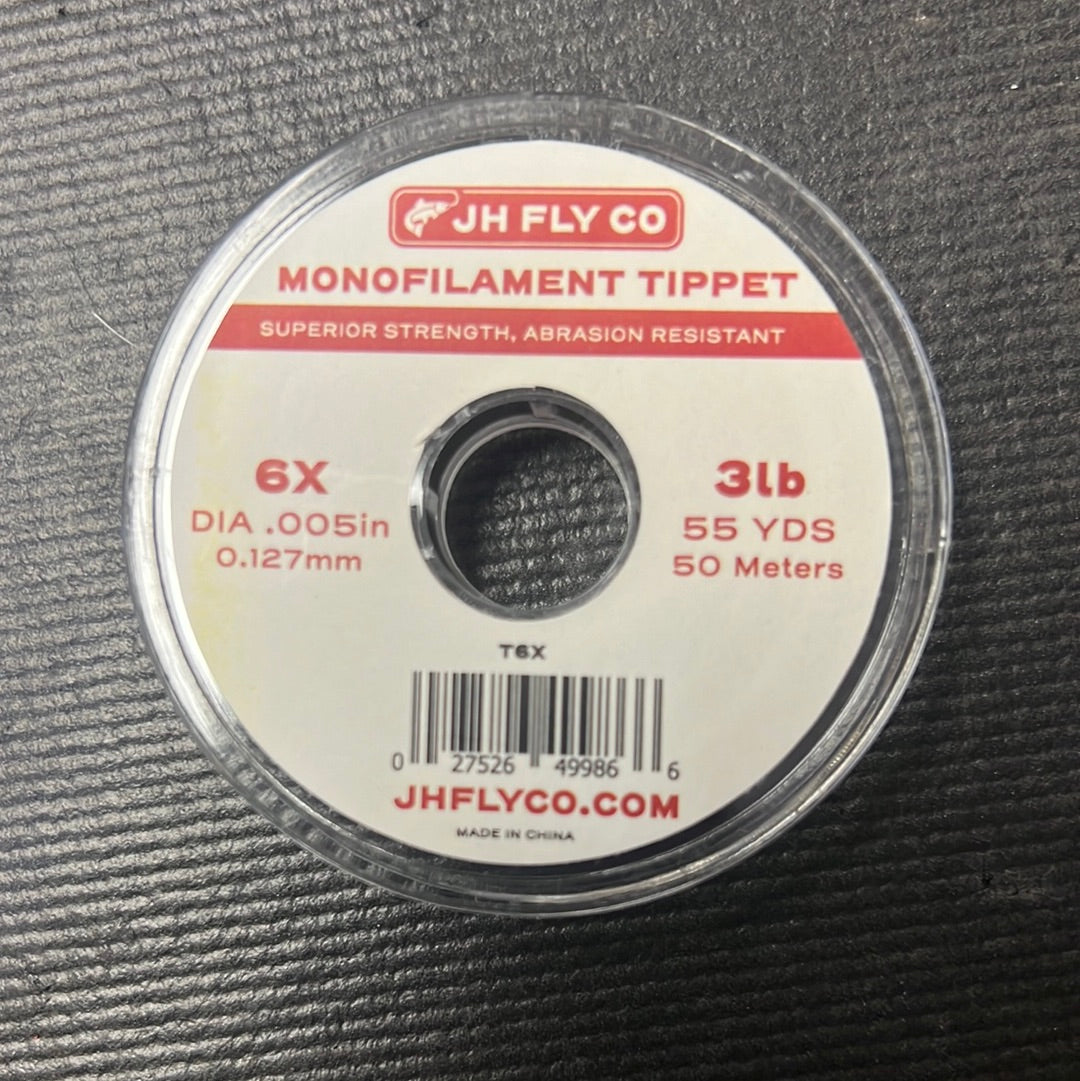 JH FLY CO
MONOFILAMENT TIPPET
SUPERIOR STRENGTH, ABRASION RESISTANT
6X
DIA .005in
0.127mm
3lb
55 YDS
50 Meters
T6X
0 27526 49986 6
JHFLYCO.COM
MADE IN CHINA